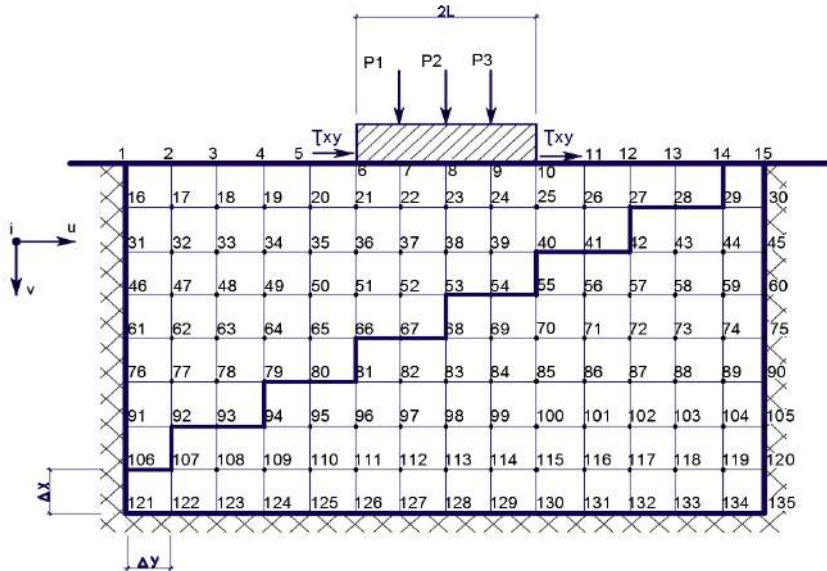 2L
P1 P2 P3
Ʈxy Ʈxy
1 2 3 4 5 11 12 13 14 15
6 7 8 9 10
16 17 18 19 20 21 22 23 24 25 26 27 28 29 30
i u
31 32 33 34 35 36 37 38 39 40 41 42 43 44 45
v
46 47 48 49 50 51 52 53 54 55 56 57 58 59 60
61 62 63 64 65 66 67 68 69 70 71 72 73 74 75
76 77 78 79 80 81 82 83 84 85 86 87 88 89 90
91 92 93 94 95 96 97 98 99 100 101 102 103 104 105
106 107 108 109 110 111 112 113 114 115 116 117 118 119 120
Δx
121 122 123 124 125 126 127 128 129 130 131 132 133 134 135
Δy